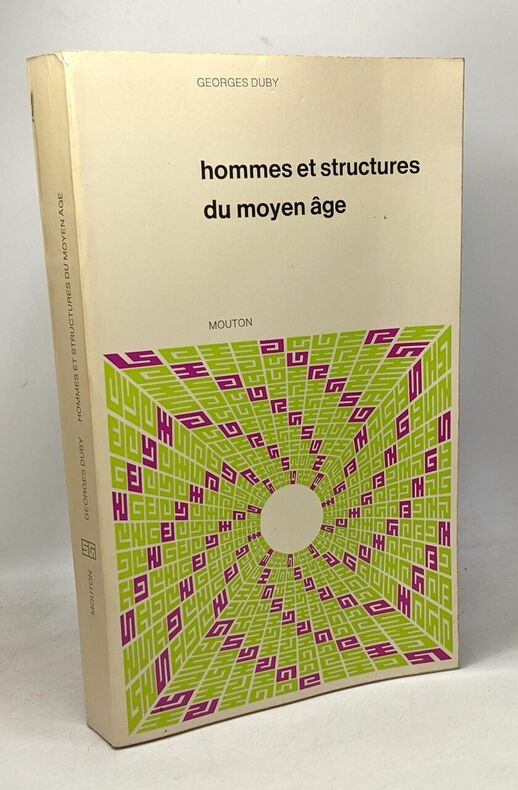 GEORGES DUBY
hommes et structures
du moyen âge
MOUTON
MOUTON GEORGES DUBY HOMMES ET STRUCTURES DU MOYEN ÂGE